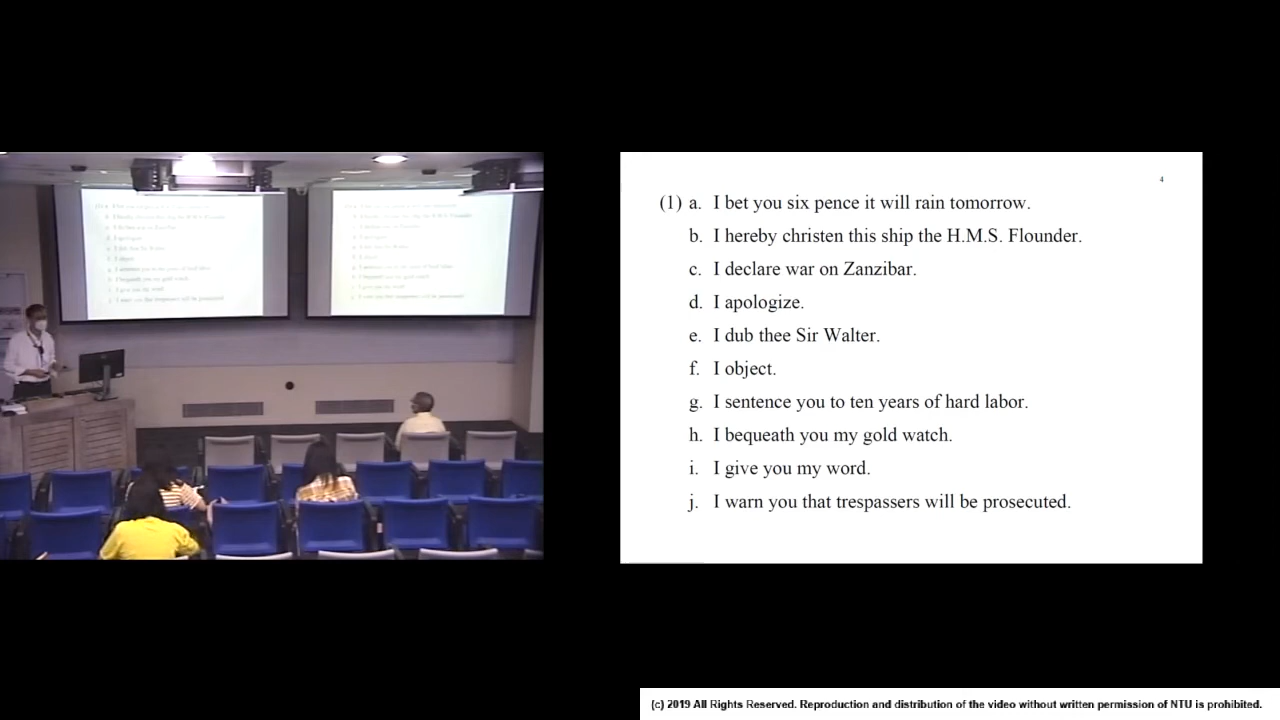 4
(1) a. I bet you six pence it will rain tomorrow.
b. I hereby christen this ship the H.M.S. Flounder.
c. I declare war on Zanzibar.
d. I apologize.
e. I dub thee Sir Walter.
f. I object.
g. I sentence you to ten years of hard labor.
h. I bequeath you my gold watch.
i. I give you my word.
j. I warn you that trespassers will be prosecuted.
(c) 2019 All Rights Reserved. Reproduction and distribution of the video without written permission of NTU is prohibited.